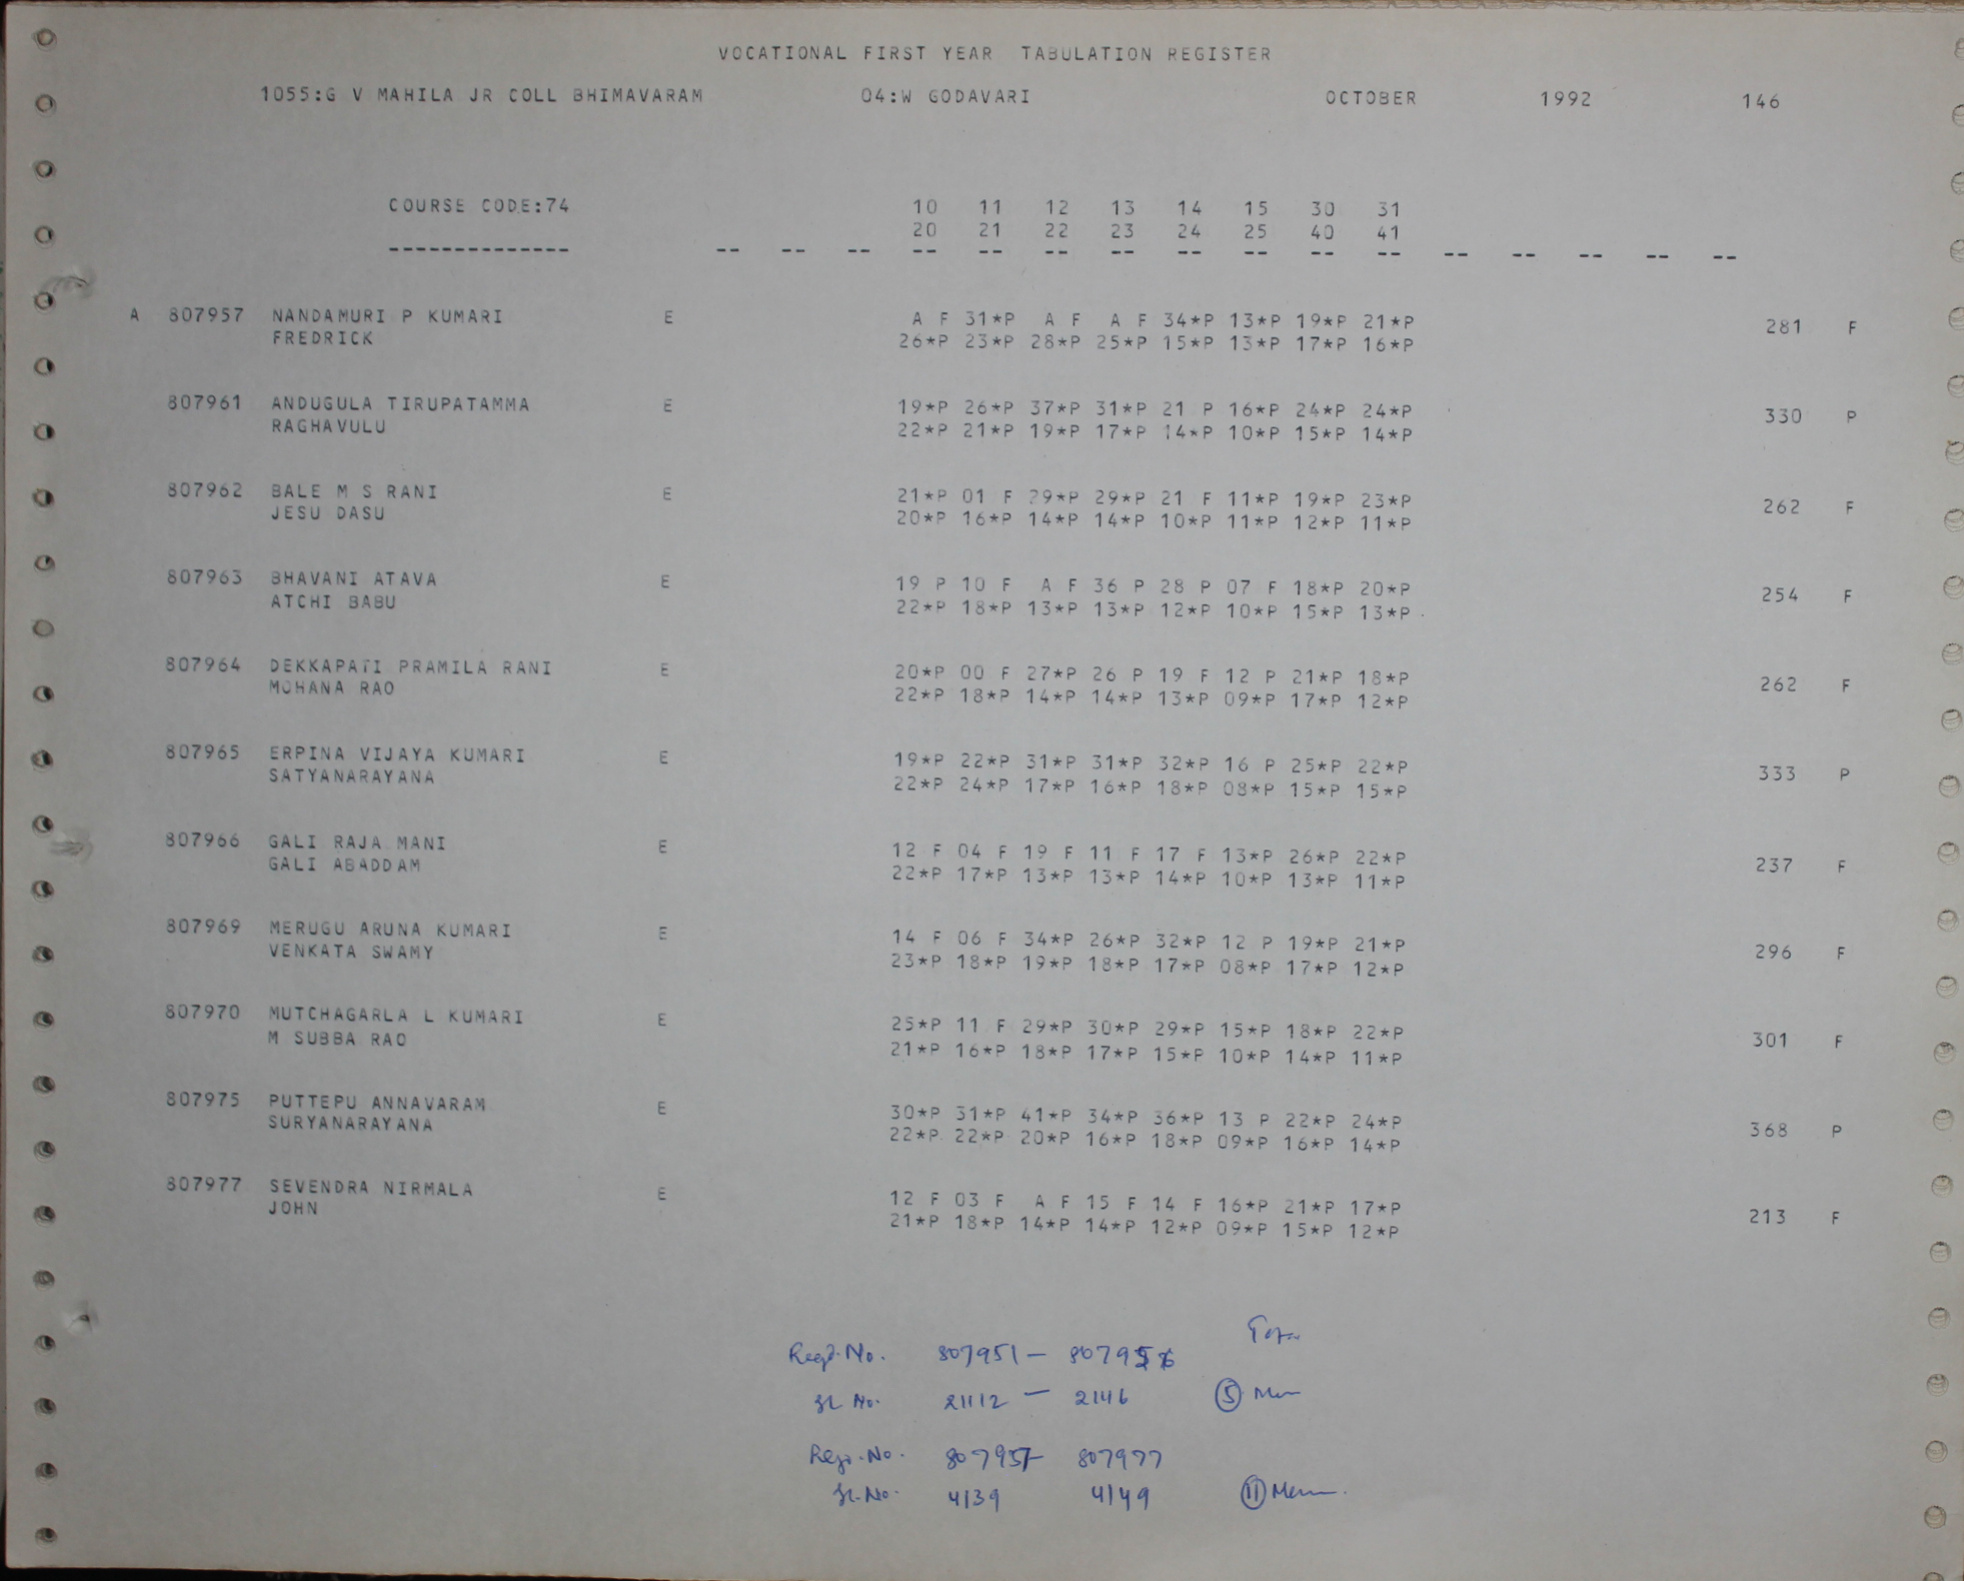 VOCATIONAL FIRST YEAR TABULATION REGISTER
1055:G V MAHILA JR COLL BHIMAVARAM 04:W GODAVARI OCTOBER 1992 146
COURSE CODE:74 10 11 12 13 14 15 30 31
20 21 22 23 24 25 40 41
-------------- -- -- -- -- -- -- -- -- -- -- -- -- -- -- -- --
A 807957 NANDAMURI P KUMARI E A F 31*P A F A F 34*P 13*P 19*P 21*P 281 F
FREDRICK 26*P 23*P 28*P 25*P 15*P 13*P 17*P 16*P
807961 ANDUGULA TIRUPATAMMA E 19*P 26*P 37*P 31*P 21 P 16*P 24*P 24*P 330 P
RAGHAVULU 22*P 21*P 19*P 17*P 14*P 10*P 15*P 14*P
807962 BALE M S RANI E 21*P 01 F 29*P 29*P 21 F 11*P 19*P 23*P 262 F
JESU DASU 20*P 16*P 14*P 14*P 10*P 11*P 12*P 11*P
807963 BHAVANI ATAVA E 19 P 10 F A F 36 P 28 P 07 F 18*P 20*P 254 F
ATCHI BABU 22*P 18*P 13*P 13*P 12*P 10*P 15*P 13*P
807964 DEKKAPATI PRAMILA RANI E 20*P 00 F 27*P 26 P 19 F 12 P 21*P 18*P 262 F
MOHANA RAO 22*P 18*P 14*P 14*P 13*P 09*P 17*P 12*P
807965 ERPINA VIJAYA KUMARI E 19*P 22*P 31*P 31*P 32*P 16 P 25*P 22*P 333 P
SATYANARAYANA 22*P 24*P 17*P 16*P 18*P 08*P 15*P 15*P
807966 GALI RAJA MANI E 12 F 04 F 19 F 11 F 17 F 13*P 26*P 22*P 237 F
GALI ABADDAM 22*P 17*P 13*P 13*P 14*P 10*P 13*P 11*P
807969 MERUGU ARUNA KUMARI E 14 F 06 F 34*P 26*P 32*P 12 P 19*P 21*P 296 F
VENKATA SWAMY 23*P 18*P 19*P 18*P 17*P 08*P 17*P 12*P
807970 MUTCHAGARLA L KUMARI E 25*P 11 F 29*P 30*P 29*P 15*P 18*P 22*P 301 F
M SUBBA RAO 21*P 16*P 18*P 17*P 15*P 10*P 14*P 11*P
807975 PUTTEPU ANNAVARAM E 30*P 31*P 41*P 34*P 36*P 13 P 22*P 24*P 368 P
SURYANARAYANA 22*P 22*P 20*P 16*P 18*P 09*P 16*P 14*P
807977 SEVENDRA NIRMALA E 12 F 03 F A F 15 F 14 F 16*P 21*P 17*P 213 F
JOHN 21*P 18*P 14*P 14*P 12*P 09*P 15*P 12*P
Regd. No. 807951 —
Sl. No. 21112 — 21146 (5)
Reg. No. 807957- 807977
Sl. No. 4139 4149 (11)